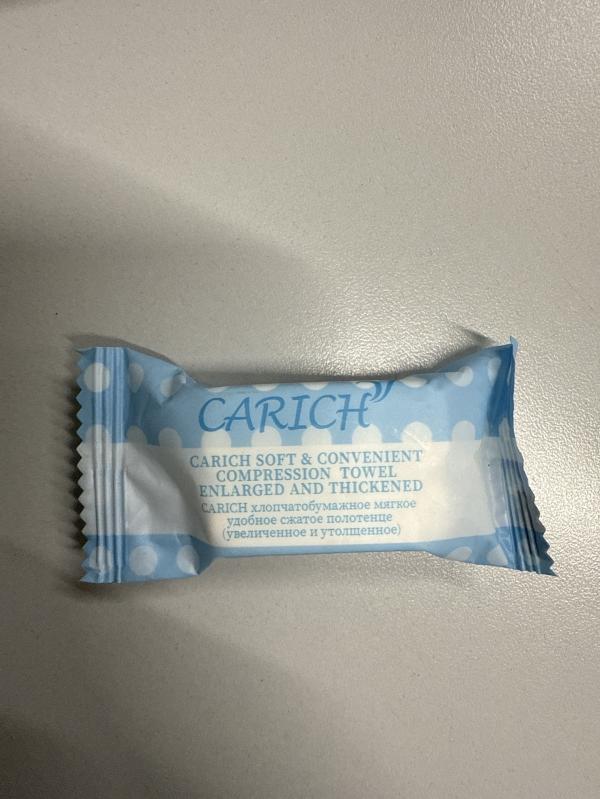 CARICH
CARICH SOFT & CONVENIENT
COMPRESSION TOWEL
ENLARGED AND THICKENED
CARICH хлопчатобумажное мягкое
удобное сжатое полотенце
(увеличенное и утолщенное)